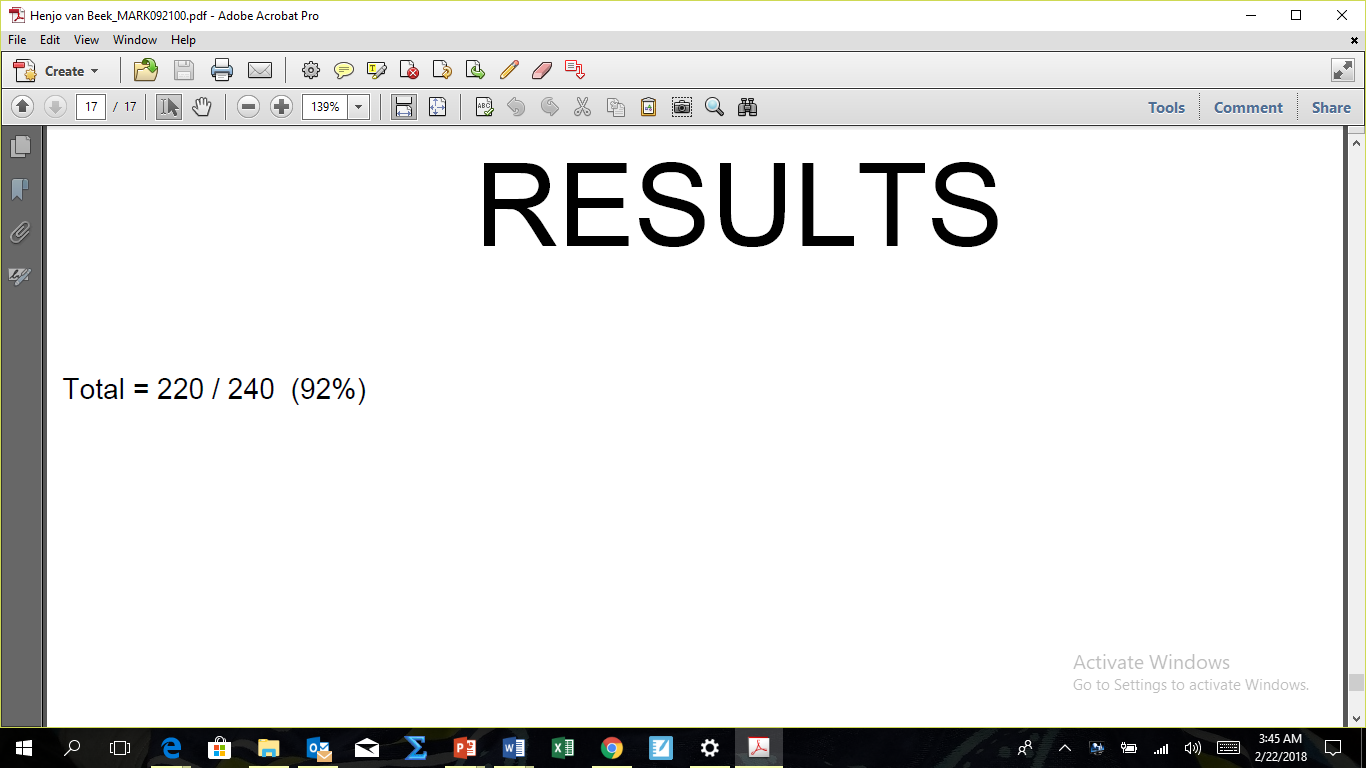 Henjo van Beek_MARK092100.pdf - Adobe Acrobat Pro
File Edit View Window Help
Create
17 / 17 139% Tools Comment Share
RESULTS
Total = 220 / 240 (92%)
Activate Windows
Go to Settings to activate Windows.
3:45 AM
2/22/2018